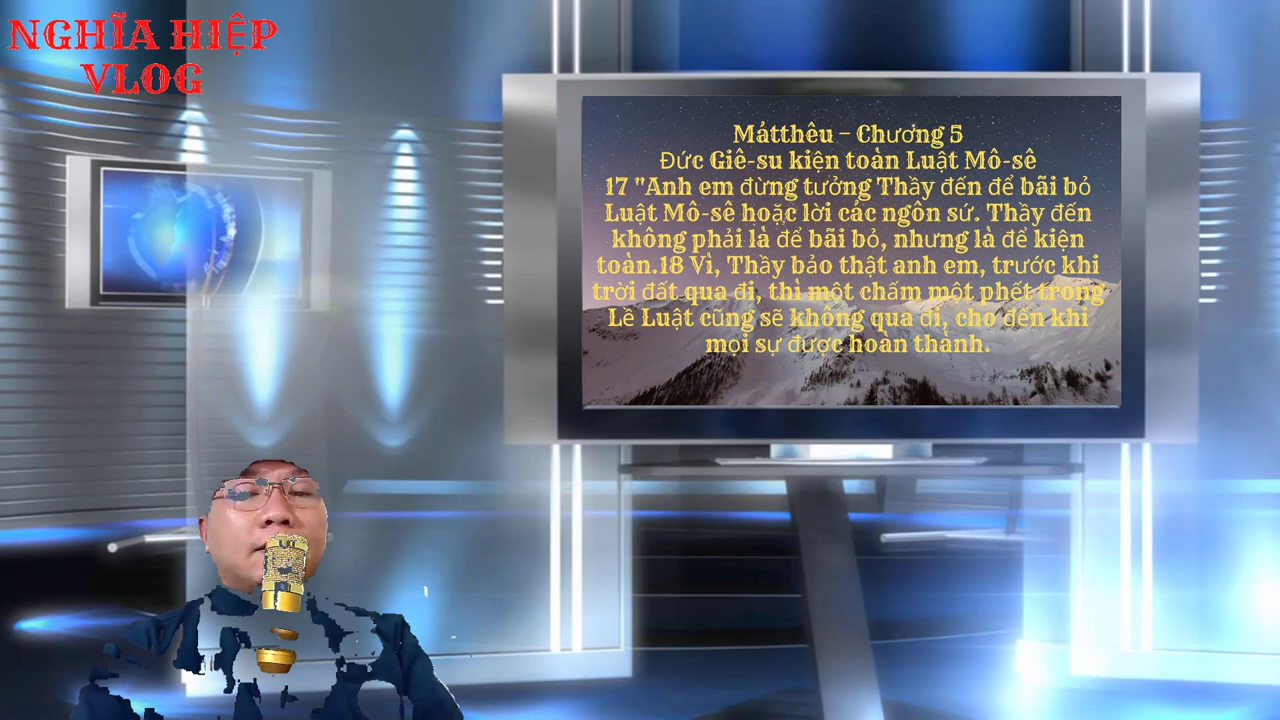 NGHĨA HIỆP
VLOG
Mátthêu – Chương 5
Đức Giê-su kiện toàn Luật Mô-sê
17 "Anh em đừng tưởng Thầy đến để bãi bỏ
Luật Mô-sê hoặc lời các ngôn sứ. Thầy đến
không phải là để bãi bỏ, nhưng là để kiện
toàn.18 Vì, Thầy bảo thật anh em, trước khi
trời đất qua đi, thì một chấm một phết trong
Lề Luật cũng sẽ không qua đi, cho đến khi
mọi sự được hoàn thành.